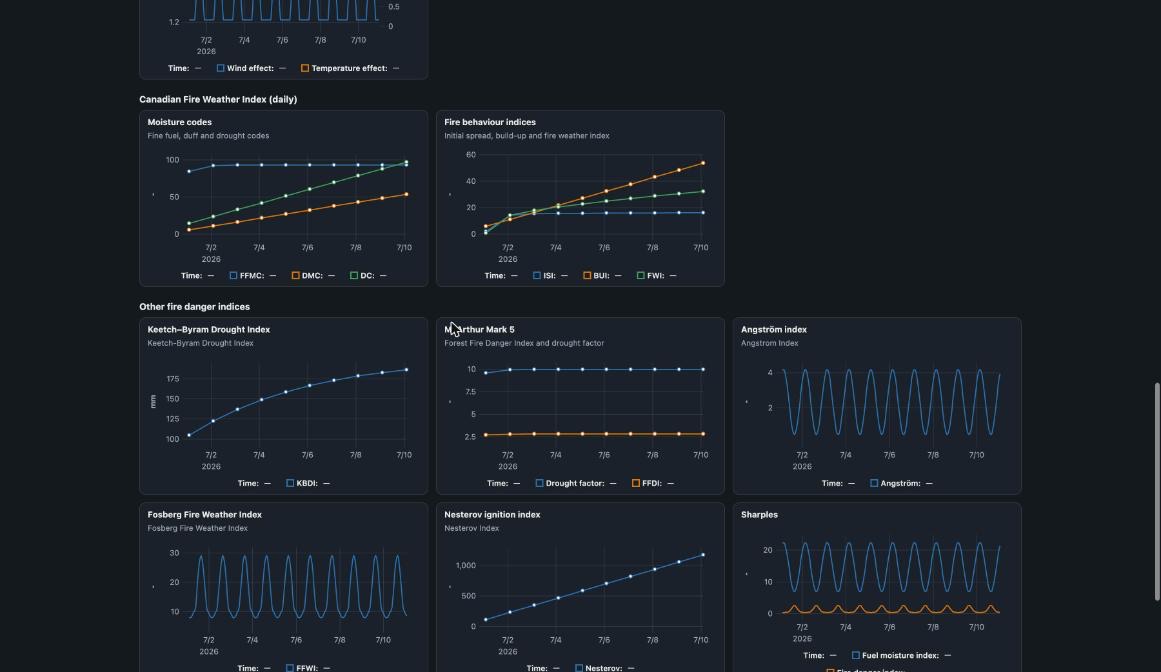 0.5
1.2
0
7/2 7/4 7/6 7/8 7/10
2026
Time: — Wind effect: — Temperature effect: —
Canadian Fire Weather Index (daily)
Moisture codes
Fine fuel, duff and drought codes
100
50
0
7/2 7/4 7/6 7/8 7/10
2026
Time: — FFMC: — DMC: — DC: —
Fire behaviour indices
Initial spread, build-up and fire weather index
60
40
20
0
7/2 7/4 7/6 7/8 7/10
2026
Time: — ISI: — BUI: — FWI: —
Other fire danger indices
Keetch–Byram Drought Index
Keetch-Byram Drought Index
175
150
mm
125
100
7/2 7/4 7/6 7/8 7/10
2026
Time: — KBDI: —
M Arthur Mark 5
Forest Fire Danger Index and drought factor
10
7.5
5
2.5
7/2 7/4 7/6 7/8 7/10
2026
Time: — Drought factor: — FFDI: —
Angström index
Angstrom Index
4
2
7/2 7/4 7/6 7/8 7/10
2026
Time: — Angström: —
Fosberg Fire Weather Index
Fosberg Fire Weather Index
30
20
10
7/2 7/4 7/6 7/8 7/10
2026
Time: — FFWI: —
Nesterov ignition index
Nesterov Index
1,000
500
0
7/2 7/4 7/6 7/8 7/10
2026
Time: — Nesterov: —
Sharples
20
10
0
7/2 7/4 7/6 7/8 7/10
2026
Time: — Fuel moisture index: —